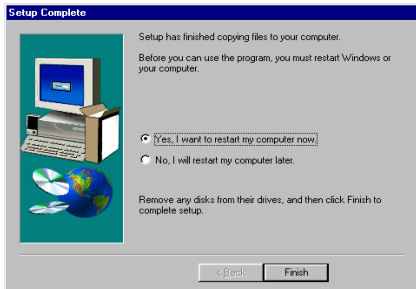 Setup Complete
Setup has finished copying files to your computer.
Before you can use the program, you must restart Windows or
your computer.
Yes, I want to restart my computer now.
No, I will restart my computer later.
Remove any disks from their drives, and then click Finish to
complete setup.
< Back
Finish